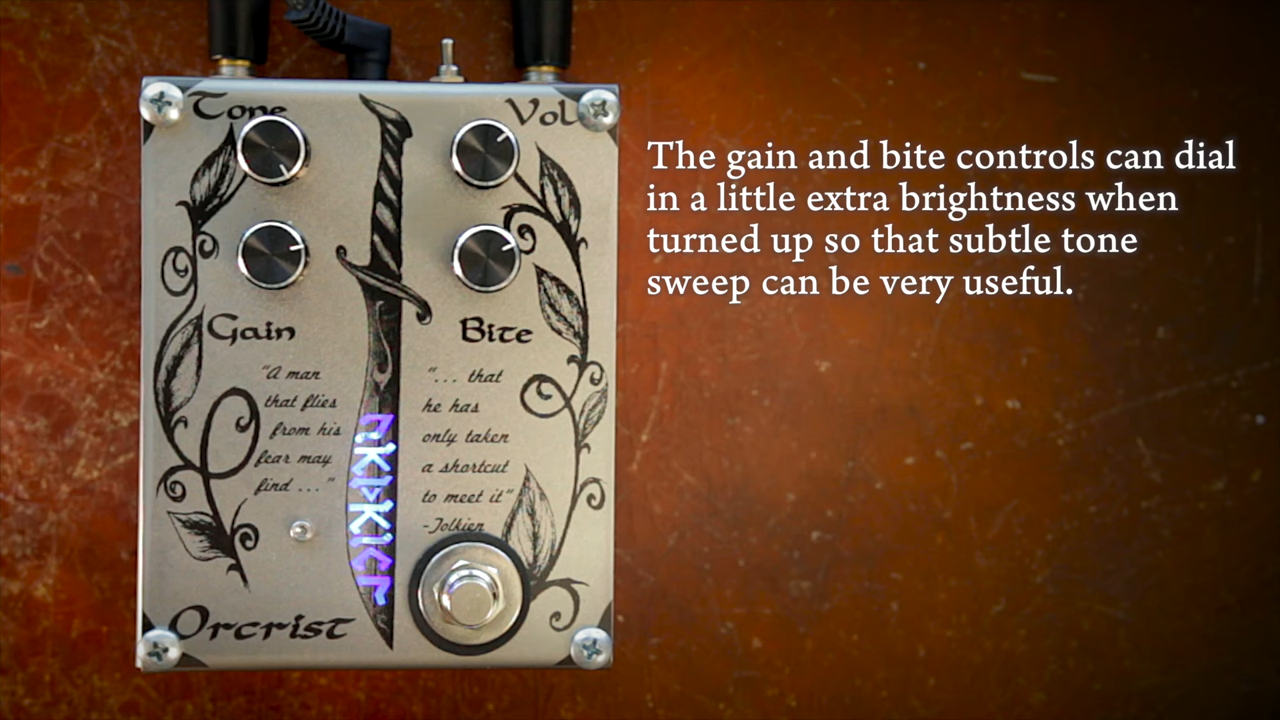 Tone
Vol
Gain
Bite
"A man
that flies
from his
fear may
find ..."
"... that
he has
only taken
a shortcut
to meet it"
-Tolkien
Orcrist
The gain and bite controls can dial
in a little extra brightness when
turned up so that subtle tone
sweep can be very useful.